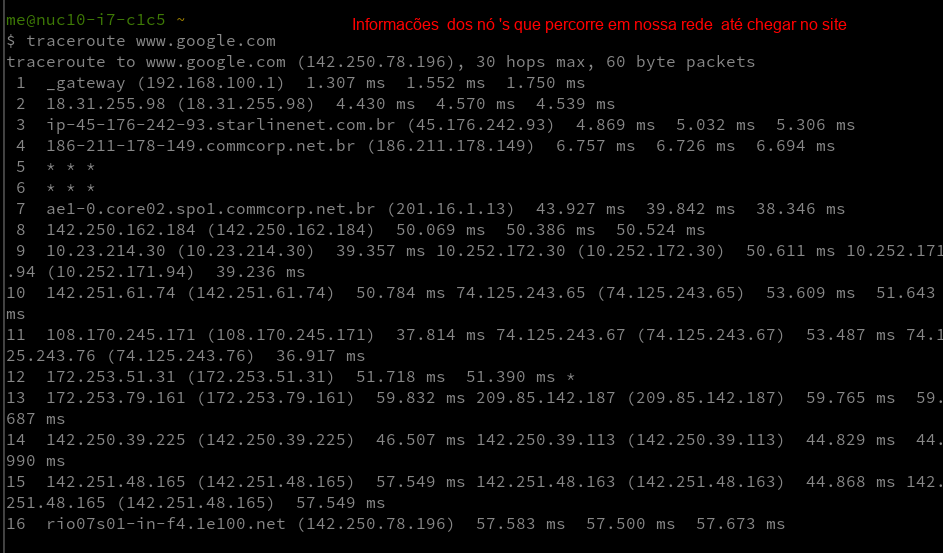 me@nuc10-i7-c1c5 ~
Informacões dos nó 's que percorre em nossa rede até chegar no site
$ traceroute www.google.com
traceroute to www.google.com (142.250.78.196), 30 hops max, 60 byte packets
1 _gateway (192.168.100.1) 1.307 ms 1.552 ms 1.750 ms
2 18.31.255.98 (18.31.255.98) 4.430 ms 4.570 ms 4.539 ms
3 ip-45-176-242-93.starlinenet.com.br (45.176.242.93) 4.869 ms 5.032 ms 5.306 ms
4 186-211-178-149.commcorp.net.br (186.211.178.149) 6.757 ms 6.726 ms 6.694 ms
5 * * *
6 * * *
7 ae1-0.core02.spo1.commcorp.net.br (201.16.1.13) 43.927 ms 39.842 ms 38.346 ms
8 142.250.162.184 (142.250.162.184) 50.069 ms 50.386 ms 50.524 ms
9 10.23.214.30 (10.23.214.30) 39.357 ms 10.252.172.30 (10.252.172.30) 50.611 ms 10.252.171
.94 (10.252.171.94) 39.236 ms
10 142.251.61.74 (142.251.61.74) 50.784 ms 74.125.243.65 (74.125.243.65) 53.609 ms 51.643
ms
11 108.170.245.171 (108.170.245.171) 37.814 ms 74.125.243.67 (74.125.243.67) 53.487 ms 74.1
25.243.76 (74.125.243.76) 36.917 ms
12 172.253.51.31 (172.253.51.31) 51.718 ms 51.390 ms *
13 172.253.79.161 (172.253.79.161) 59.832 ms 209.85.142.187 (209.85.142.187) 59.765 ms 59.
687 ms
14 142.250.39.225 (142.250.39.225) 46.507 ms 142.250.39.113 (142.250.39.113) 44.829 ms 44.
990 ms
15 142.251.48.165 (142.251.48.165) 57.549 ms 142.251.48.163 (142.251.48.163) 44.868 ms 142.
251.48.165 (142.251.48.165) 57.549 ms
16 rio07s01-in-f4.1e100.net (142.250.78.196) 57.583 ms 57.500 ms 57.673 ms